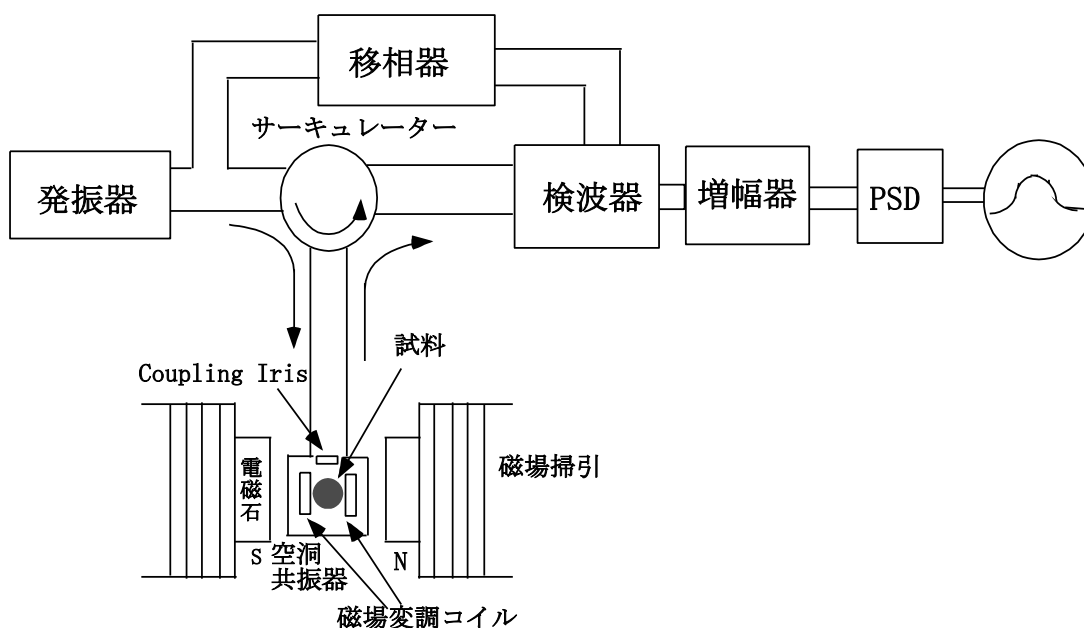 移相器
サーキュレーター
発振器
検波器
増幅器
PSD
試料
Coupling Iris
電
磁
石
磁場掃引
S
空洞
共振器
N
磁場変調コイル